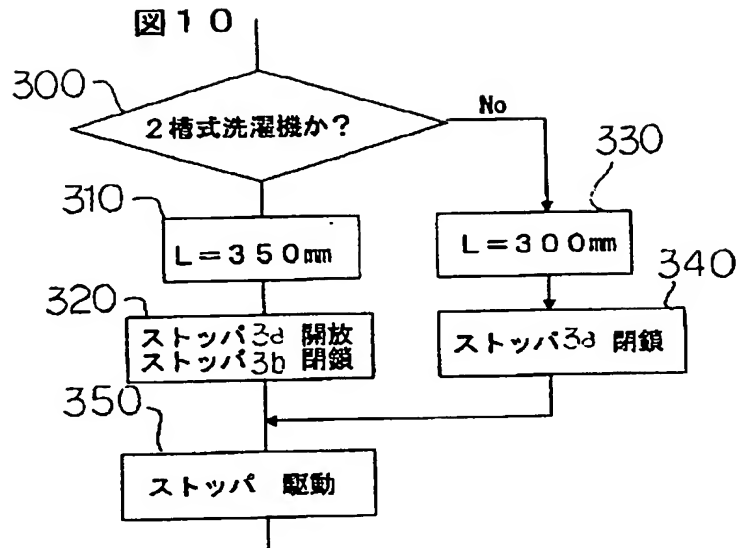 図10
300
2槽式洗濯機か?
No
330
310
L=350㎜
L=300㎜
340
320
ストッパ3a 開放
ストッパ3b 閉鎖
ストッパ3a 閉鎖
350
ストッパ 駆動